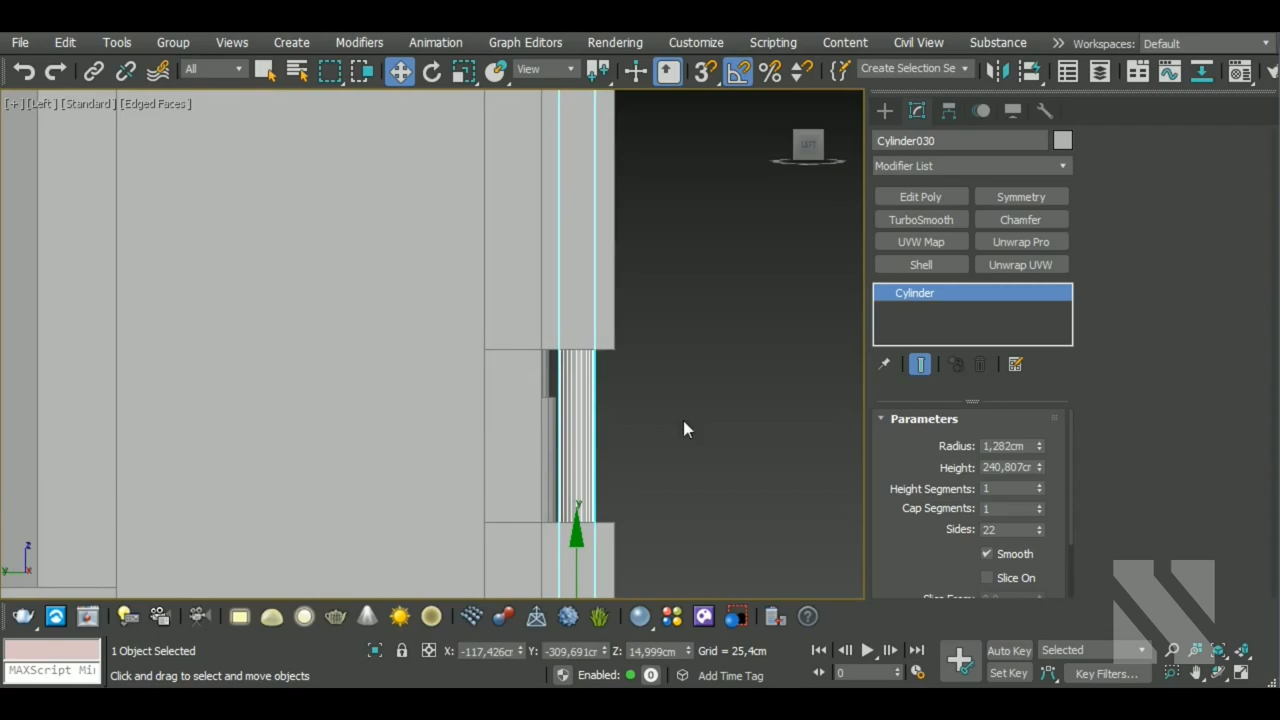 File Edit Tools Group Views Create Modifiers Animation Graph Editors Rendering Customize Scripting Content Civil View Substance Workspaces: Default
All View Create Selection Se
[+] [Left] [Standard] [Edged Faces]
LEFT
Cylinder030
Modifier List
Edit Poly Symmetry
TurboSmooth Chamfer
UVW Map Unwrap Pro
Shell Unwrap UVW
Cylinder
Parameters
Radius: 1,282cm
Height: 240,807cr
Height Segments: 1
Cap Segments: 1
Sides: 22
Smooth
Slice On
y
z
y x
1 Object Selected X: -117,426cr Y: -309,691cr Z: 14,999cm Grid = 25,4cm Auto Key Selected
MAXScript Mi Click and drag to select and move objects Enabled: 0 Add Time Tag 0 Set Key Key Filters...